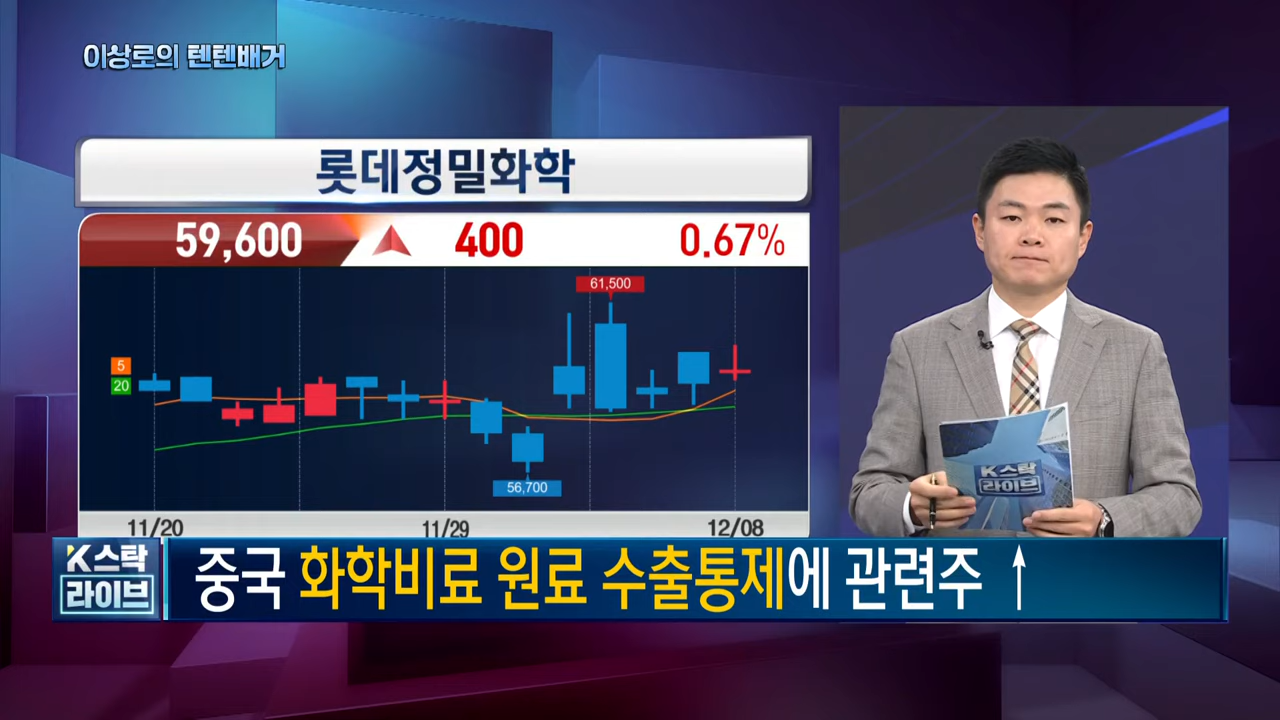 이상로의 텐텐배거
롯데정밀화학
59,600 400 0.67%
61,500
5
20
56,700
11/20 11/29 12/08
K스탁
라이브
중국 화학비료 원료 수출통제에 관련주 ↑
K스탁
라이브